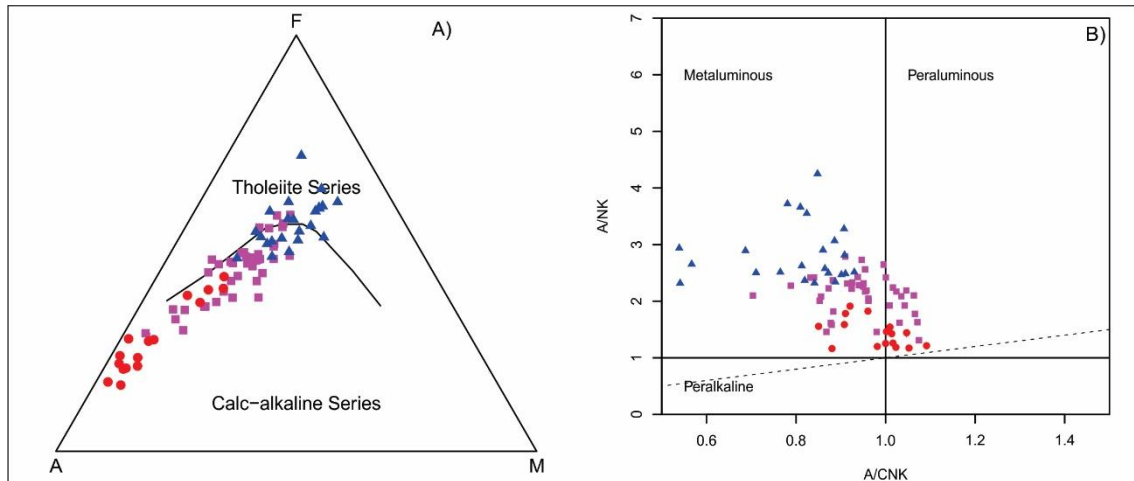 F
A)
Tholeiite Series
Calc-alkaline Series
A
M
B)
Metaluminous
Peraluminous
Peralkaline
A/NK
7
6
5
4
3
2
1
0
0.6 0.8 1.0 1.2 1.4
A/CNK